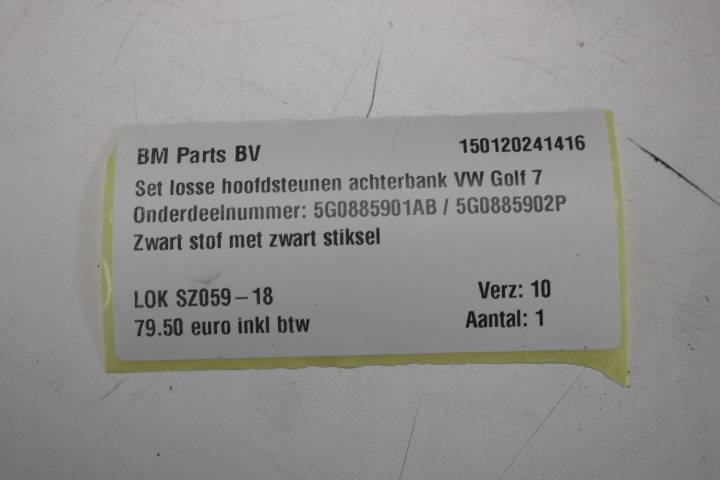 BM Parts BV 150120241416
Set losse hoofdsteunen achterbank VW Golf 7
Onderdeelnummer: 5G0885901AB / 5G0885902P
Zwart stof met zwart stiksel
LOK SZ059-18 Verz: 10
79.50 euro inkl btw Aantal: 1